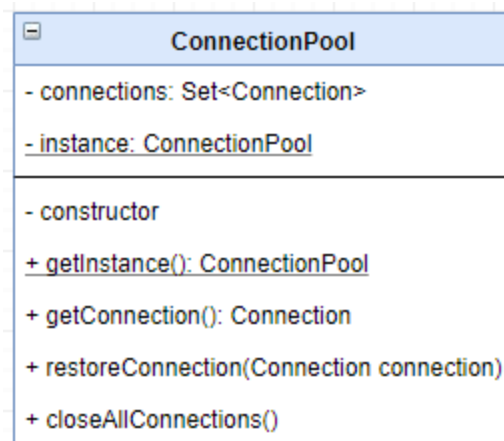 ConnectionPool
- connections: Set<Connection>
- instance: ConnectionPool
- constructor
+ getInstance(): ConnectionPool
+ getConnection(): Connection
+ restoreConnection(Connection connection)
+ closeAllConnections()